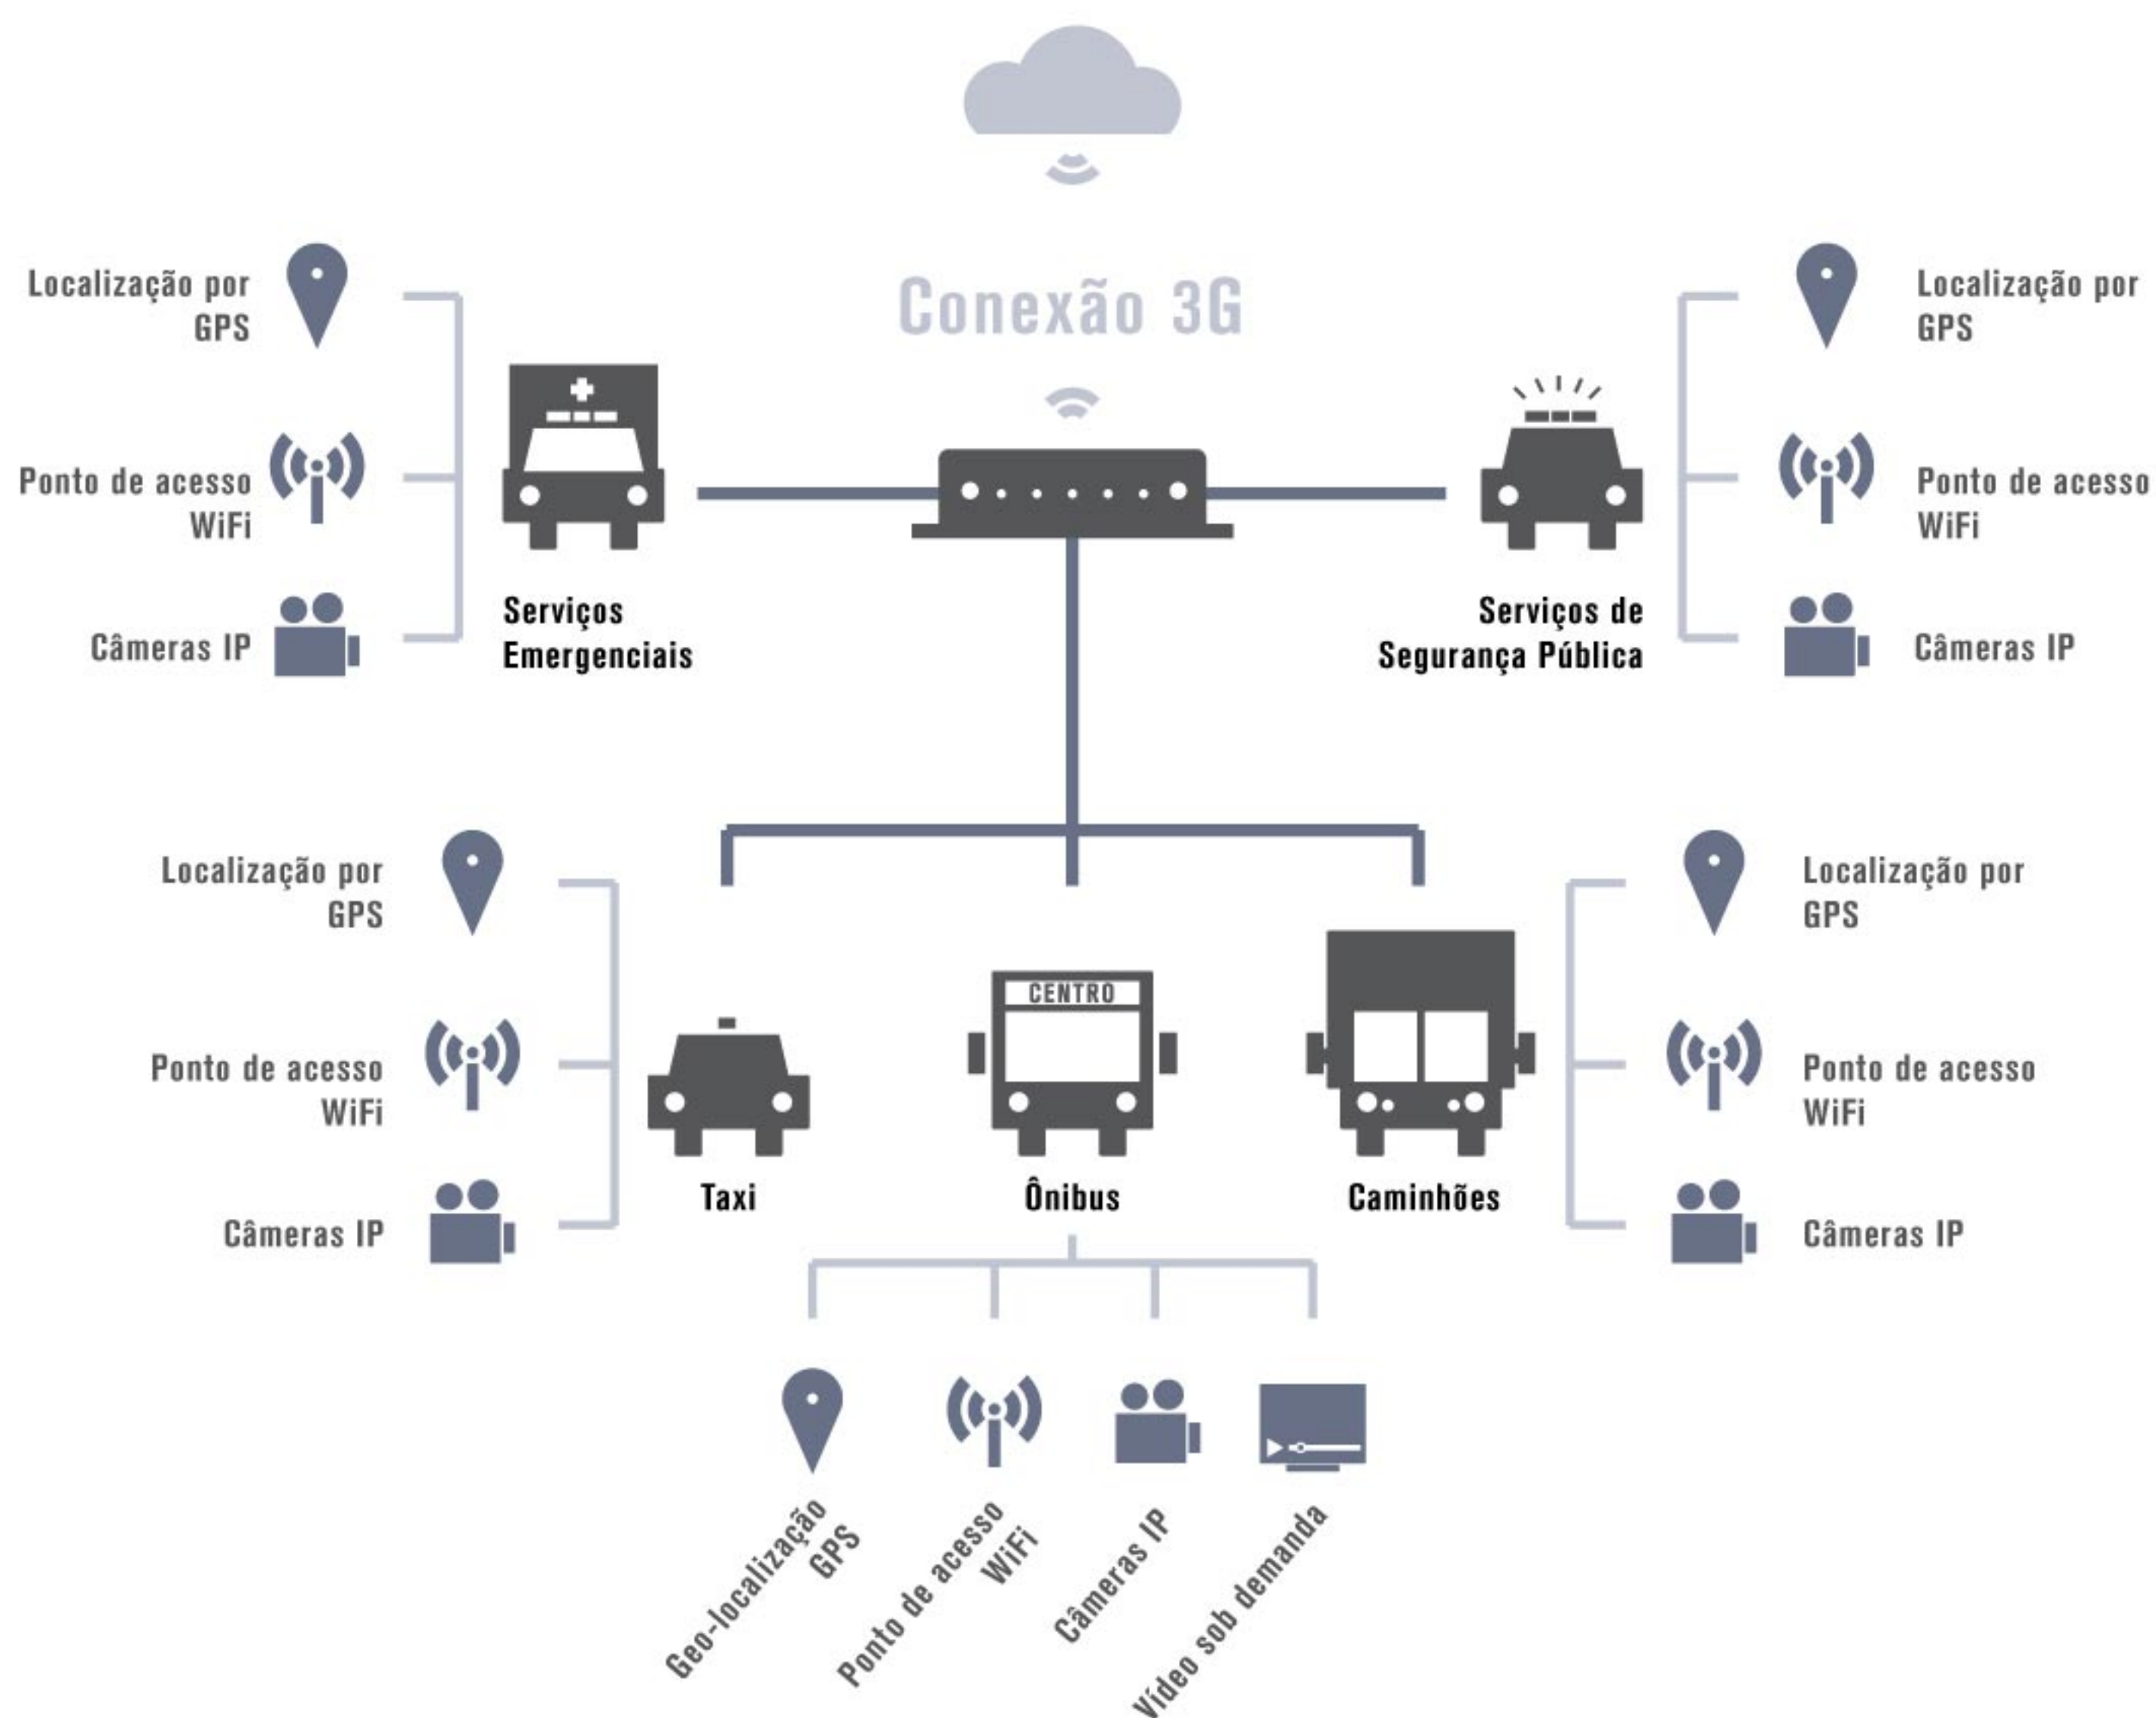 Conexão 3G
Localização por
GPS
Ponto de acesso
WiFi
Câmeras IP
Serviços
Emergenciais
Serviços de
Segurança Pública
Localização por
GPS
Ponto de acesso
WiFi
Câmeras IP
Localização por
GPS
Ponto de acesso
WiFi
Câmeras IP
Taxi
CENTRO
Ônibus
Caminhões
Localização por
GPS
Ponto de acesso
WiFi
Câmeras IP
Geo-localização
GPS
Ponto de acesso
WiFi
Câmeras IP
Vídeo sob demanda